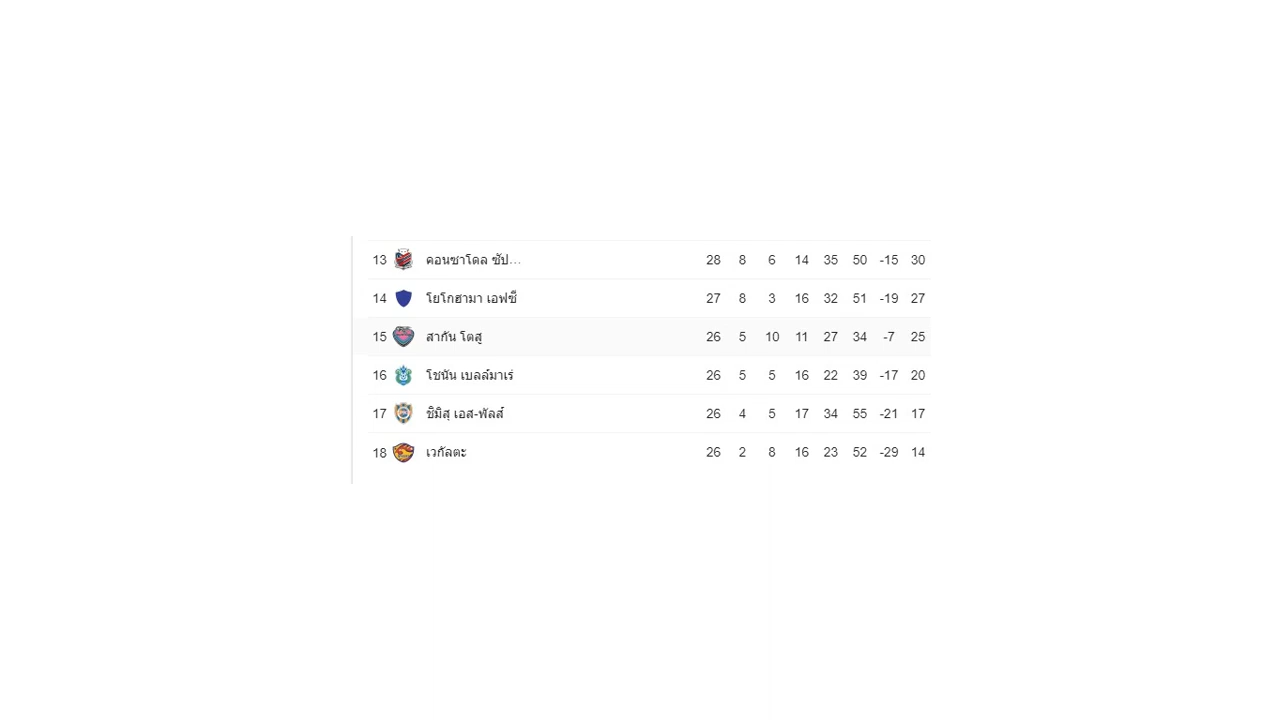 13 คอนซาโดล ซัป... 28 8 6 14 35 50 -15 30
14 โยโกฮามา เอฟซี 27 8 3 16 32 51 -19 27
15 สากัน โตสุ 26 5 10 11 27 34 -7 25
16 โชนัน เบลล์มาเร่ 26 5 5 16 22 39 -17 20
17 ชิมิสุ เอส-พัลส์ 26 4 5 17 34 55 -21 17
18 เวกัลตะ 26 2 8 16 23 52 -29 14